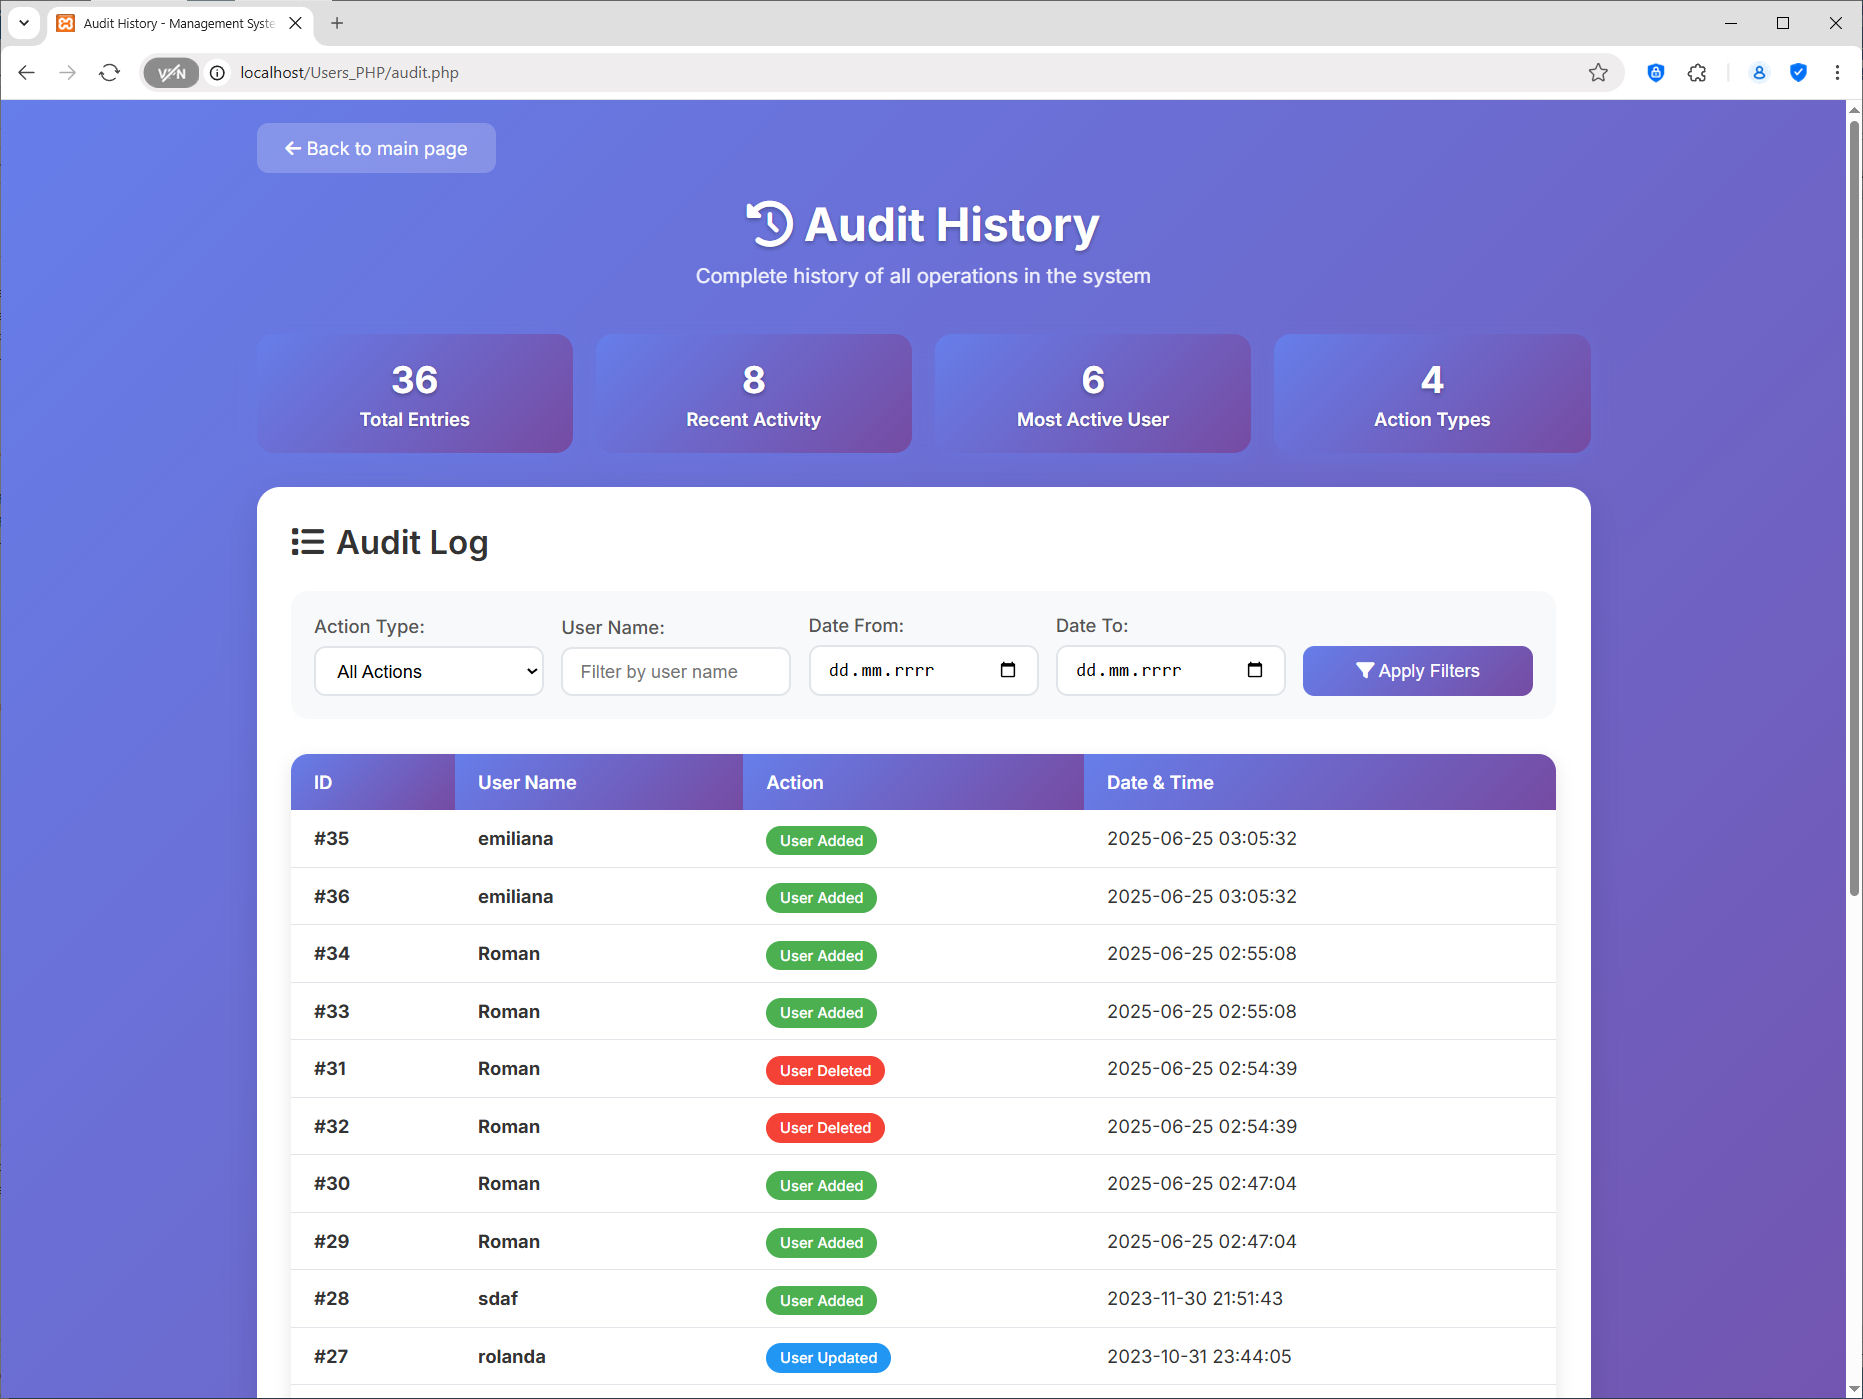 Audit History - Management Syste
VPN
localhost/Users_PHP/audit.php
Back to main page
Audit History
Complete history of all operations in the system
36
Total Entries
8
Recent Activity
6
Most Active User
4
Action Types
Audit Log
Action Type:
All Actions
User Name:
Filter by user name
Date From:
dd.mm.rrrr
Date To:
dd.mm.rrrr
Apply Filters
ID User Name Action Date & Time
#35 emiliana User Added 2025-06-25 03:05:32
#36 emiliana User Added 2025-06-25 03:05:32
#34 Roman User Added 2025-06-25 02:55:08
#33 Roman User Added 2025-06-25 02:55:08
#31 Roman User Deleted 2025-06-25 02:54:39
#32 Roman User Deleted 2025-06-25 02:54:39
#30 Roman User Added 2025-06-25 02:47:04
#29 Roman User Added 2025-06-25 02:47:04
#28 sdaf User Added 2023-11-30 21:51:43
#27 rolanda User Updated 2023-10-31 23:44:05